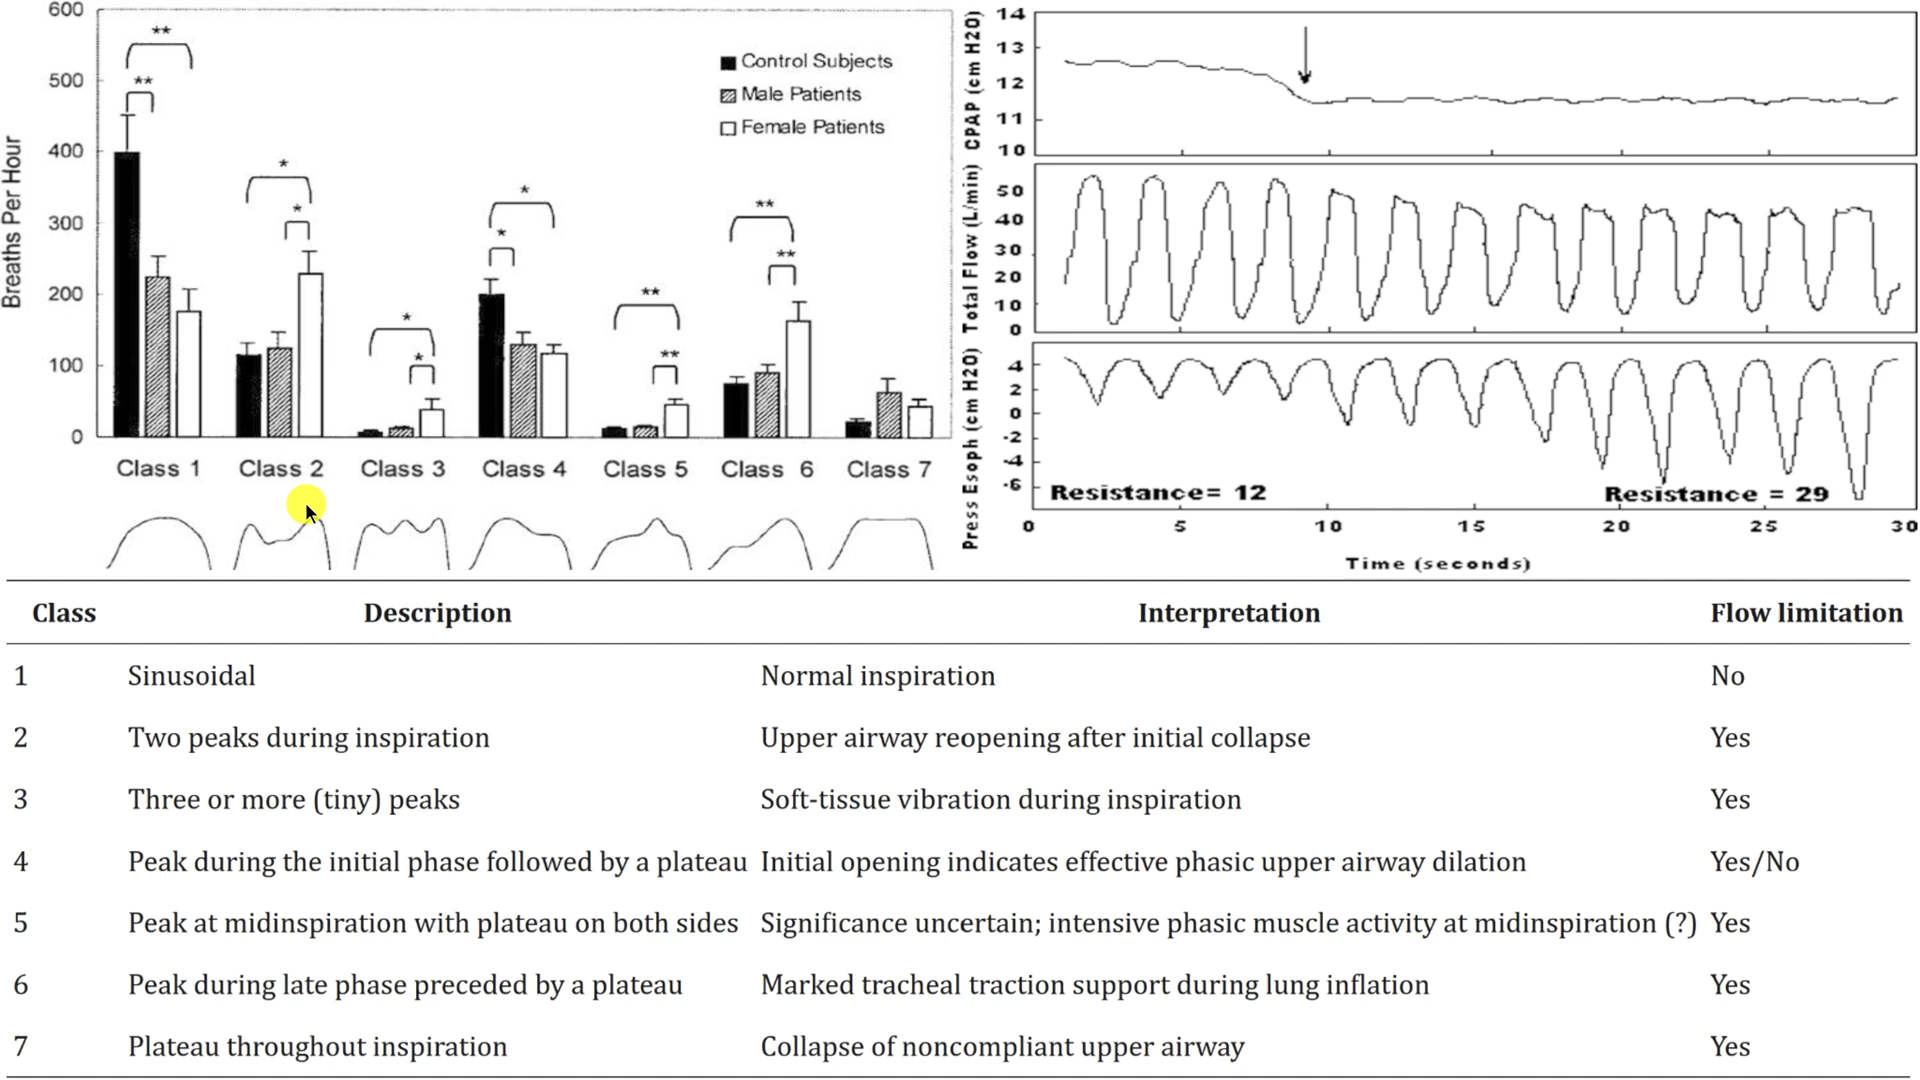 600
500
400
300
200
100
0
Breaths Per Hour
**
**
*
*
*
*
*
*
**
**
**
**
Control Subjects
Male Patients
Female Patients
Class 1
Class 2
Class 3
Class 4
Class 5
Class 6
Class 7
14
13
12
11
10
CPAP (cm H2O)
50
40
30
20
10
0
Total Flow (L/min)
4
2
0
-2
-4
-6
Press Esoph (cm H2O)
Resistance= 12
Resistance = 29
0 5 10 15 20 25 30
Time (seconds)
Class Description Interpretation Flow limitation
1 Sinusoidal Normal inspiration No
2 Two peaks during inspiration Upper airway reopening after initial collapse Yes
3 Three or more (tiny) peaks Soft-tissue vibration during inspiration Yes
4 Peak during the initial phase followed by a plateau Initial opening indicates effective phasic upper airway dilation Yes/No
5 Peak at midinspiration with plateau on both sides Significance uncertain; intensive phasic muscle activity at midinspiration (?) Yes
6 Peak during late phase preceded by a plateau Marked tracheal traction support during lung inflation Yes
7 Plateau throughout inspiration Collapse of noncompliant upper airway Yes